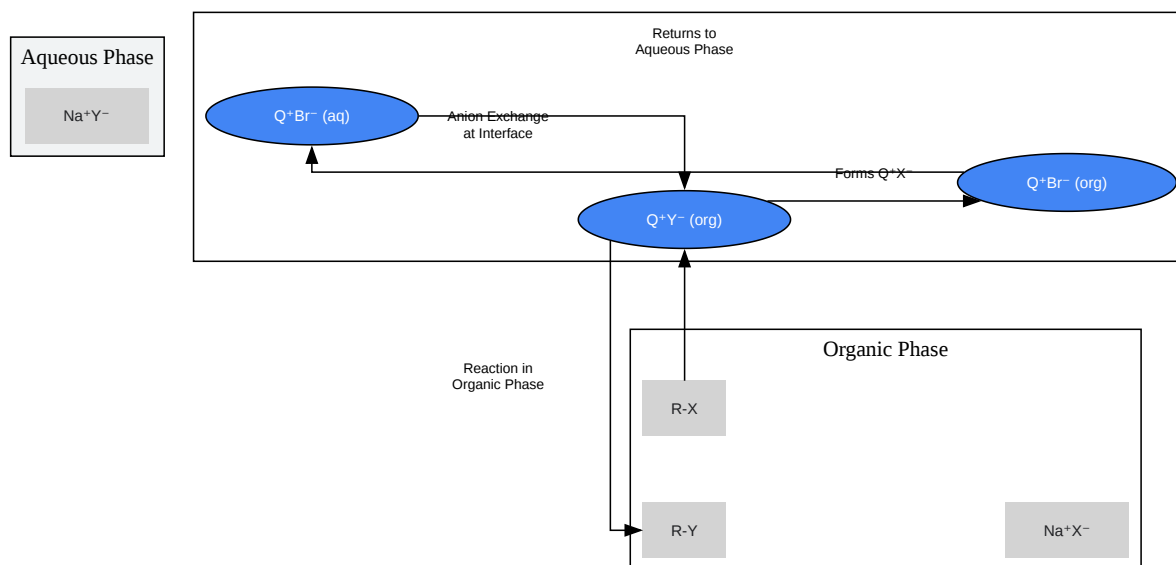 Returns to
Aqueous Phase
Aqueous Phase
Na⁺Y⁻
Q⁺Br⁻ (aq)
Anion Exchange
at Interface
Forms Q⁺X⁻
Q⁺Br⁻ (org)
Q⁺Y⁻ (org)
Organic Phase
Reaction in
Organic Phase
R-X
R-Y
Na⁺X⁻